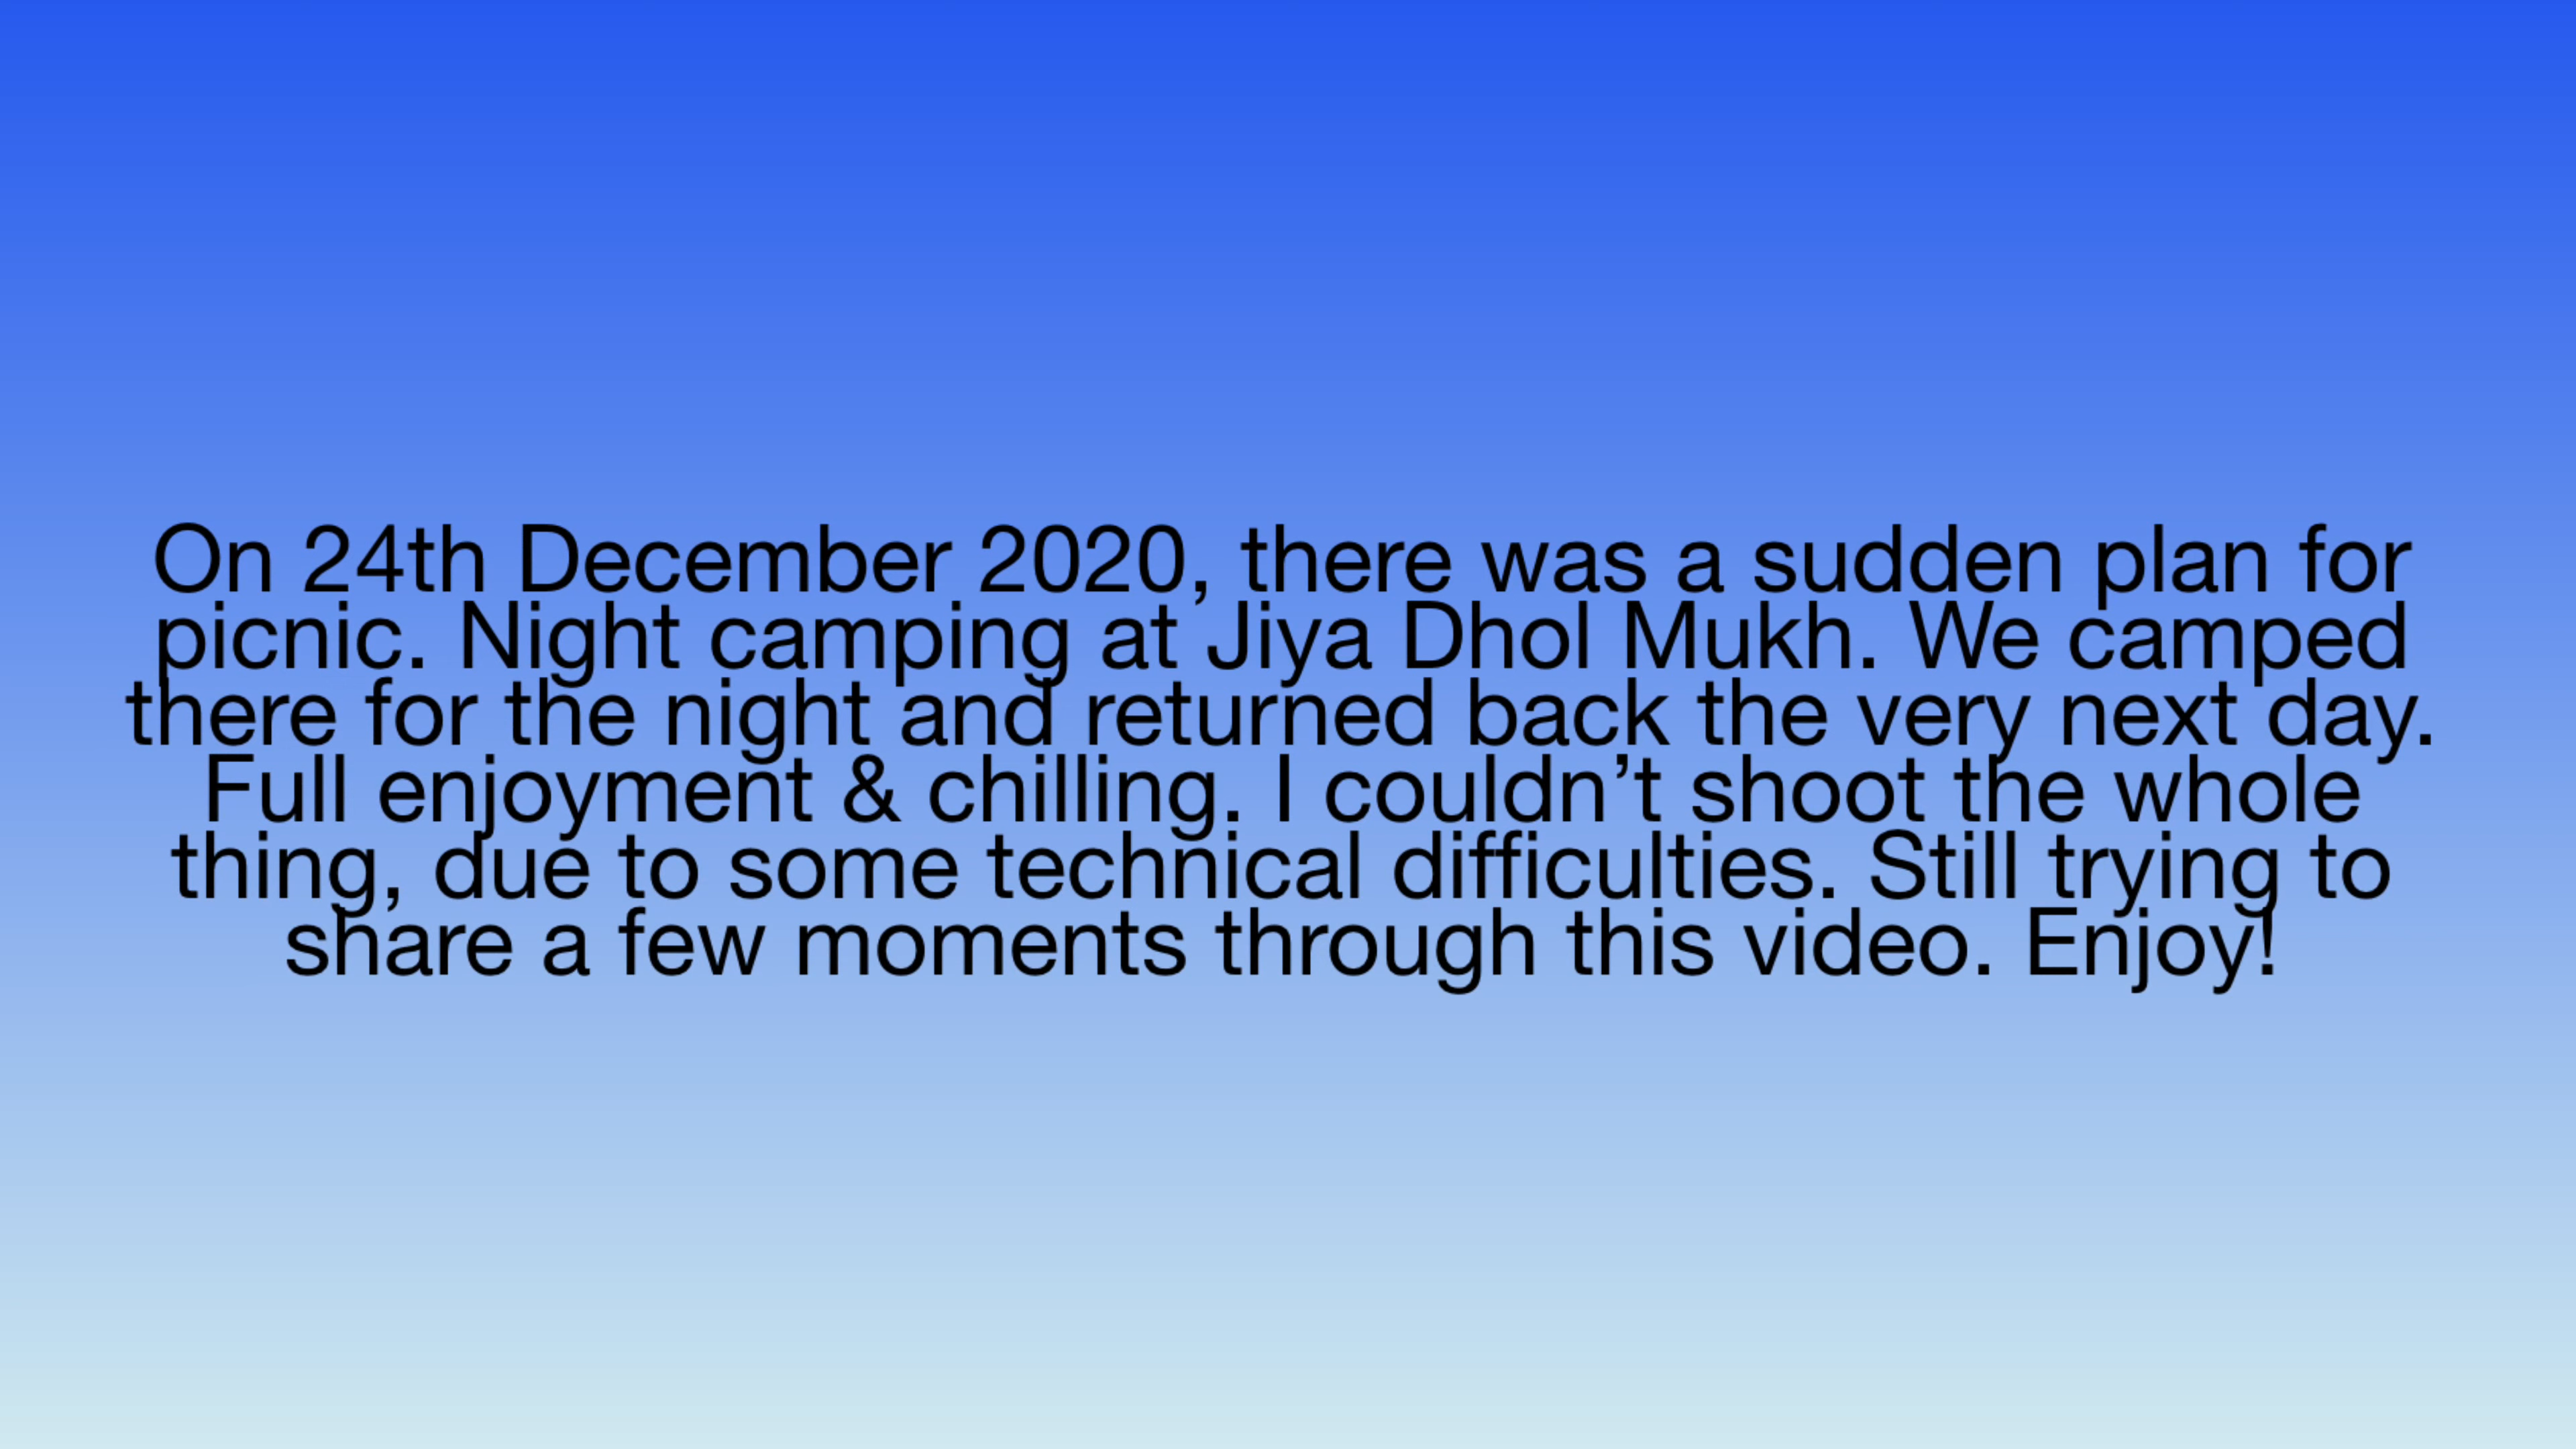 On 24th December 2020, there was a sudden plan for
picnic. Night camping at Jiya Dhol Mukh. We camped
there for the night and returned back the very next day.
Full enjoyment & chilling. I couldn’t shoot the whole
thing, due to some technical difficulties. Still trying to
share a few moments through this video. Enjoy!